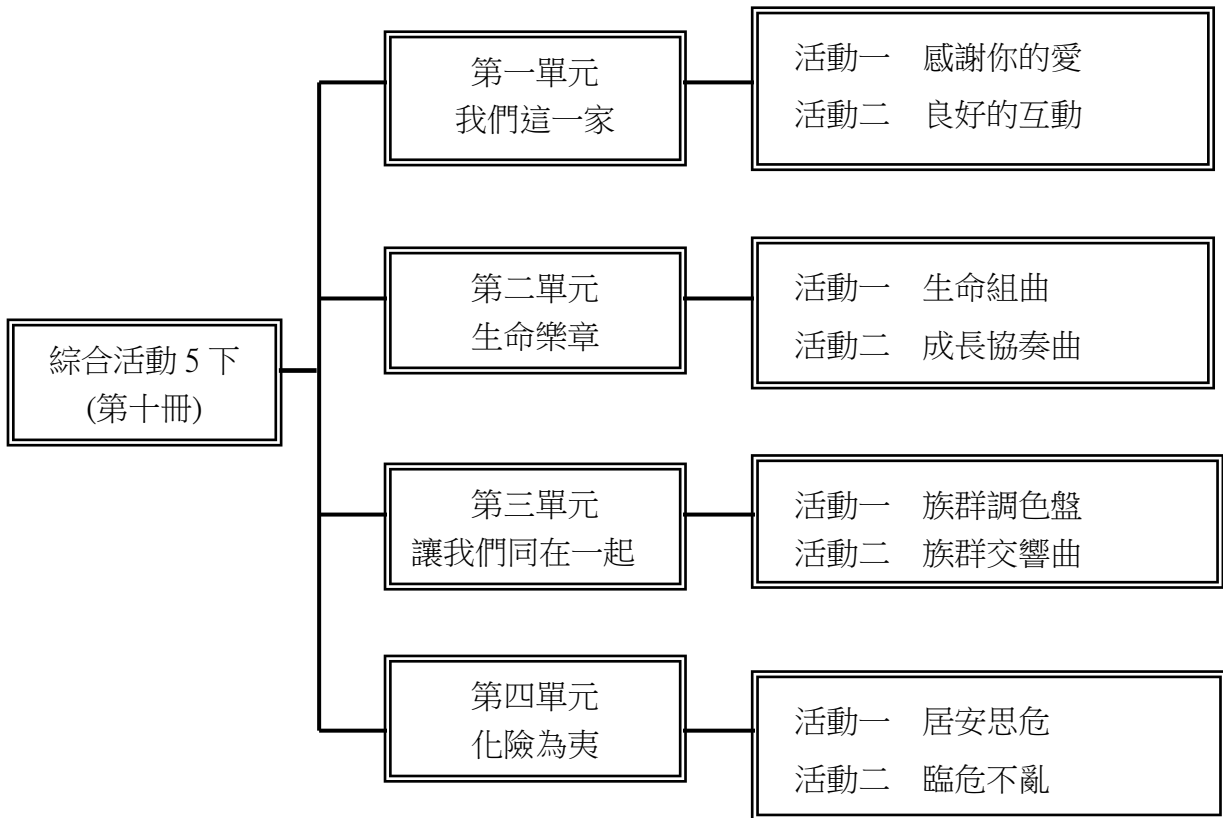 綜合活動 5 下
(第十冊)
第一單元
我們這一家
活動一 感謝你的愛
活動二 良好的互動
第二單元
生命樂章
活動一 生命組曲
活動二 成長協奏曲
第三單元
讓我們同在一起
活動一 族群調色盤
活動二 族群交響曲
第四單元
化險為夷
活動一 居安思危
活動二 臨危不亂